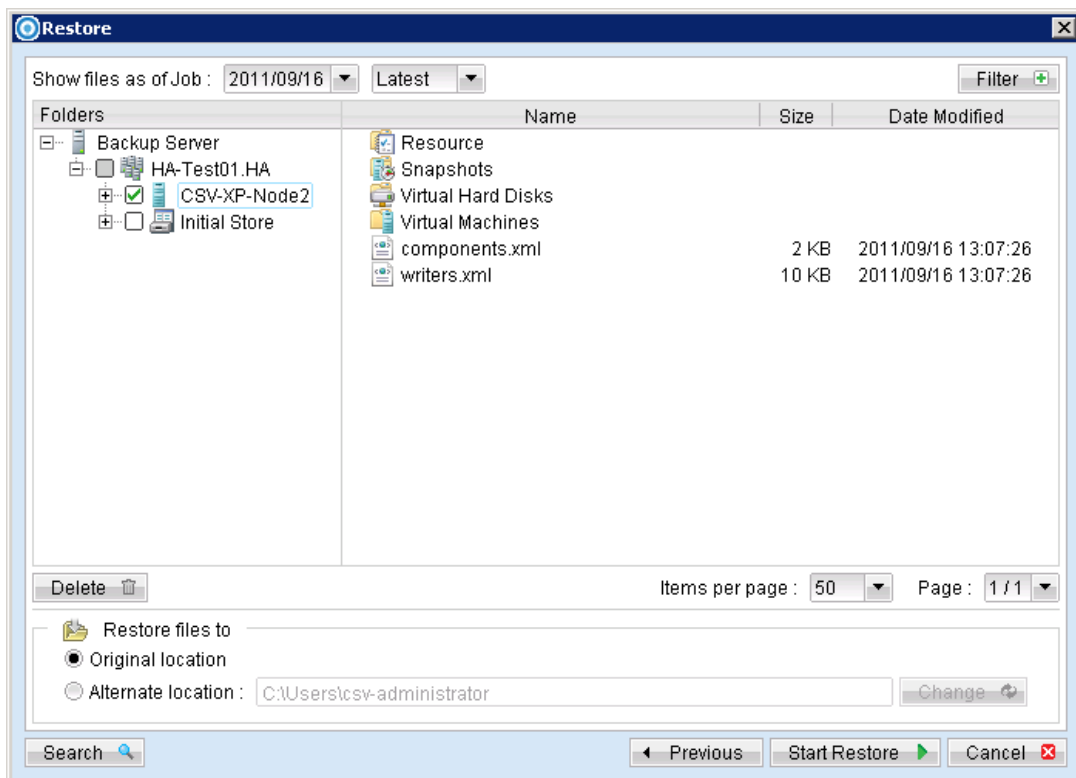 Restore
Show files as of Job : 2011/09/16 Latest Filter
Folders Name Size Date Modified
Backup Server Resource
HA-Test01.HA Snapshots
CSV-XP-Node2 Virtual Hard Disks
Initial Store Virtual Machines
components.xml 2 KB 2011/09/16 13:07:26
writers.xml 10 KB 2011/09/16 13:07:26
Delete Items per page : 50 Page : 1 / 1
Restore files to
Original location
Alternate location : C:\Users\csv-administrator Change
Search Previous Start Restore Cancel